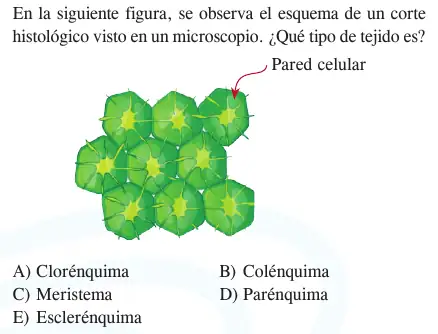 En la siguiente figura, se observa el esquema de un corte
histológico visto en un microscopio. ¿Qué tipo de tejido es?
Pared celular
A) Clorénquima
B) Colénquima
C) Meristema
D) Parénquima
E) Esclerénquima